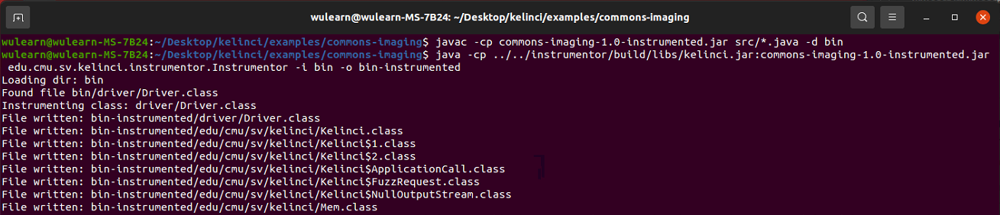 wulearn@wulearn-MS-7B24: ~/Desktop/kelinci/examples/commons-imaging
wulearn@wulearn-MS-7B24:~/Desktop/kelinci/examples/commons-imaging$ javac -cp commons-imaging-1.0-instrumented.jar src/*.java -d bin
wulearn@wulearn-MS-7B24:~/Desktop/kelinci/examples/commons-imaging$ java -cp ../../instrumentor/build/libs/kelinci.jar:commons-imaging-1.0-instrumented.jar
edu.cmu.sv.kelinci.instrumentor.Instrumentor -i bin -o bin-instrumented
Loading dir: bin
Found file bin/driver/Driver.class
Instrumenting class: driver/Driver.class
File written: bin-instrumented/driver/Driver.class
File written: bin-instrumented/edu/cmu/sv/kelinci/Kelinci.class
File written: bin-instrumented/edu/cmu/sv/kelinci/Kelinci$1.class
File written: bin-instrumented/edu/cmu/sv/kelinci/Kelinci$2.class
File written: bin-instrumented/edu/cmu/sv/kelinci/Kelinci$ApplicationCall.class
File written: bin-instrumented/edu/cmu/sv/kelinci/Kelinci$FuzzRequest.class
File written: bin-instrumented/edu/cmu/sv/kelinci/Kelinci$NullOutputStream.class
File written: bin-instrumented/edu/cmu/sv/kelinci/Mem.class